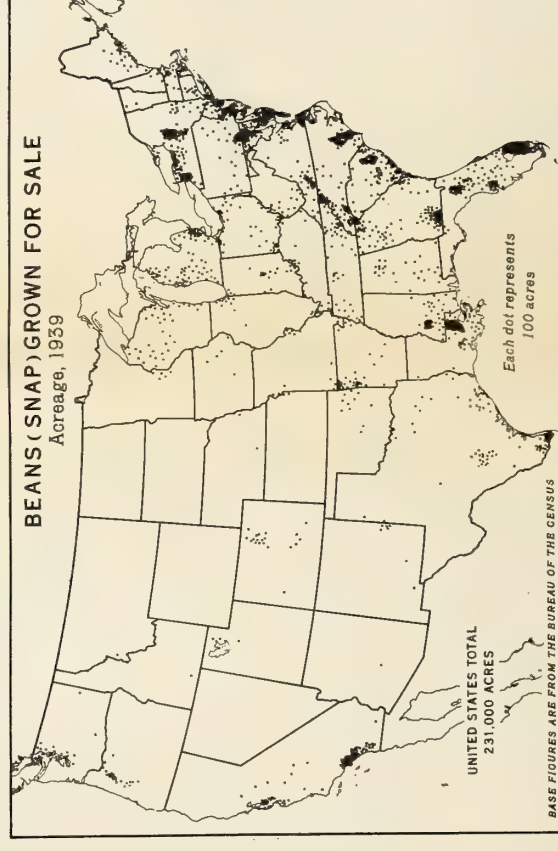 BEANS (SNAP) GROWN FOR SALE
Acreage, 1939
Each dot represents
100 acres
UNITED STATES TOTAL
231,000 ACRES
BASE FIGURES ARE FROM THE BUREAU OF THE CENSUS